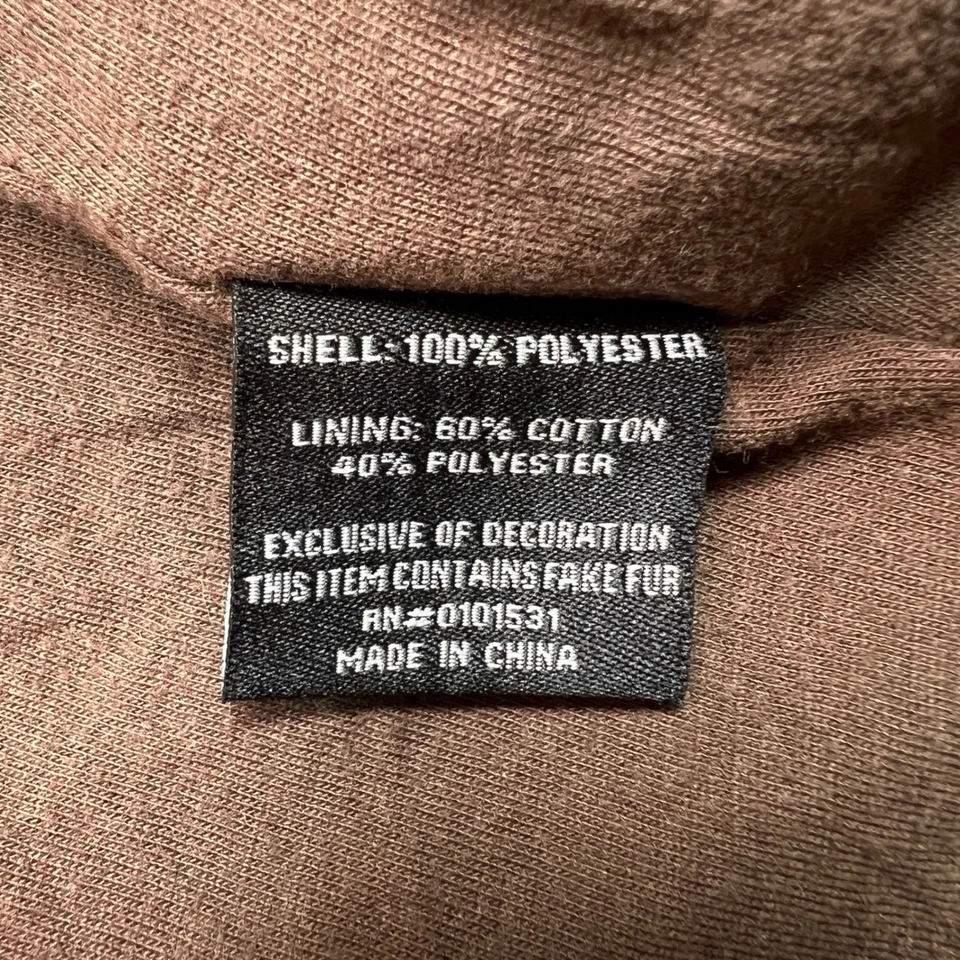 SHELL: 100% POLYESTER
LINING: 60% COTTON
40% POLYESTER
EXCLUSIVE OF DECORATION
THIS ITEM CONTAINS FAKE FUR
RN#0101531
MADE IN CHINA